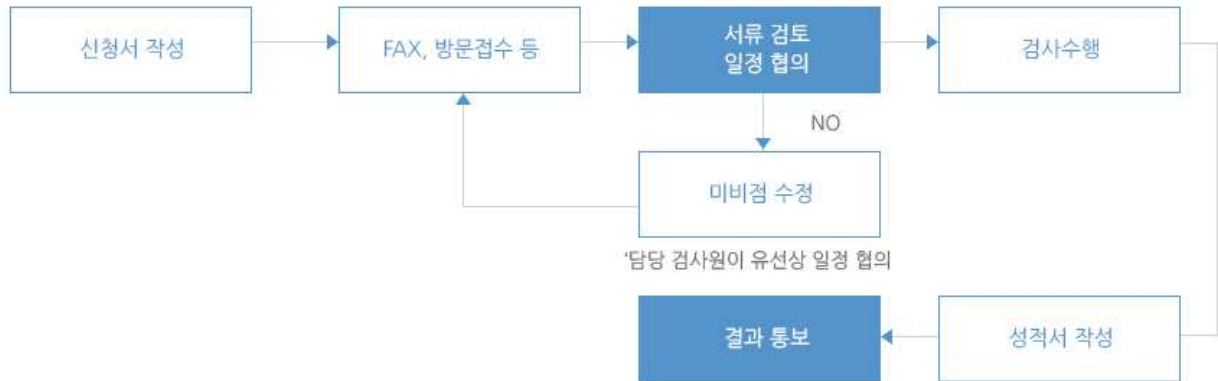 신청서 작성
FAX, 방문접수 등
서류 검토
일정 협의
검사수행
NO
미비점 수정
'담당 검사원이 유선상 일정 협의
결과 통보
성적서 작성